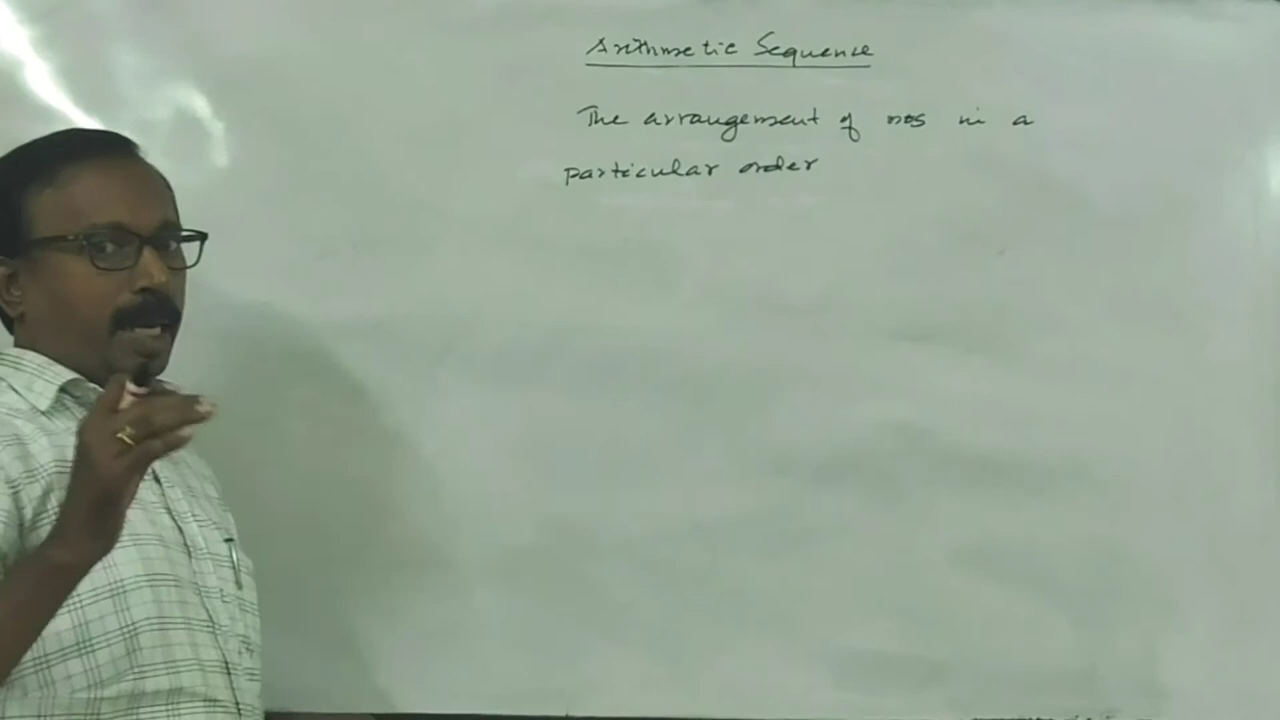 Arithmetic Sequence
The arrangement of nos in a
particular order